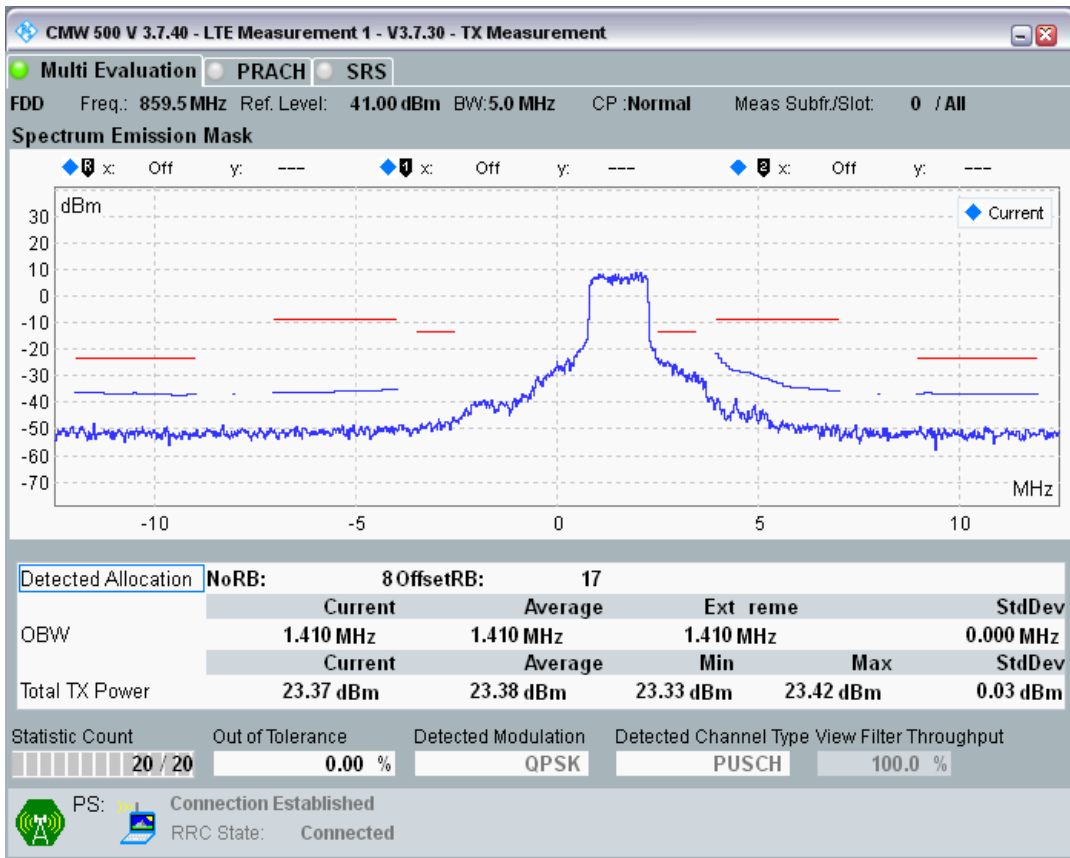 CMW 500 V 3.7.40 - LTE Measurement 1 - V3.7.30 - TX Measurement
Multi Evaluation PRACH SRS
FDD Freq.: 859.5 MHz Ref. Level: 41.00 dBm BW:5.0 MHz CP :Normal Meas Subfr./Slot: 0 / All
Spectrum Emission Mask
R x: Off y: --- 1 x: Off y: --- 2 x: Off y: ---
dBm
Current
30
20
10
0
-10
-20
-30
-40
-50
-60
-70
MHz
-10 -5 0 5 10
Detected Allocation NoRB: 8 OffsetRB: 17
Current Average Ext reme StdDev
OBW 1.410 MHz 1.410 MHz 1.410 MHz 0.000 MHz
Current Average Min Max StdDev
Total TX Power 23.37 dBm 23.38 dBm 23.33 dBm 23.42 dBm 0.03 dBm
Statistic Count Out of Tolerance Detected Modulation Detected Channel Type View Filter Throughput
20 / 20 0.00 % QPSK PUSCH 100.0 %
PS: Connection Established
RRC State: Connected